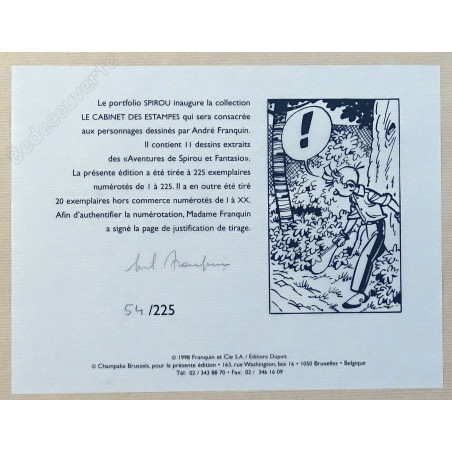 Bedecouverte
Le portfolio SPIROU inaugure la collection
LE CABINET DES ESTAMPES qui sera consacrée
aux personnages dessinés par André Franquin.
Il contient 11 dessins extraits
des «Aventures de Spirou et Fantasio».
La présente édition a été tirée à 225 exemplaires
numérotés de 1 à 225. Il a en outre été tiré
20 exemplaires hors commerce numérotés de I à XX.
Afin d'authentifier la numérotation, Madame Franquin
a signé la page de justification de tirage.
!
Franquin
54 /225
© 1998 Franquin et Cie S.A. / Éditions Dupuis
© Champaka Brussels, pour la présente édition • 163, rue Washington, bte 16 • 1050 Bruxelles • Belgique
Tél: 02 / 343 88 70 • Fax: 02 / 346 16 09